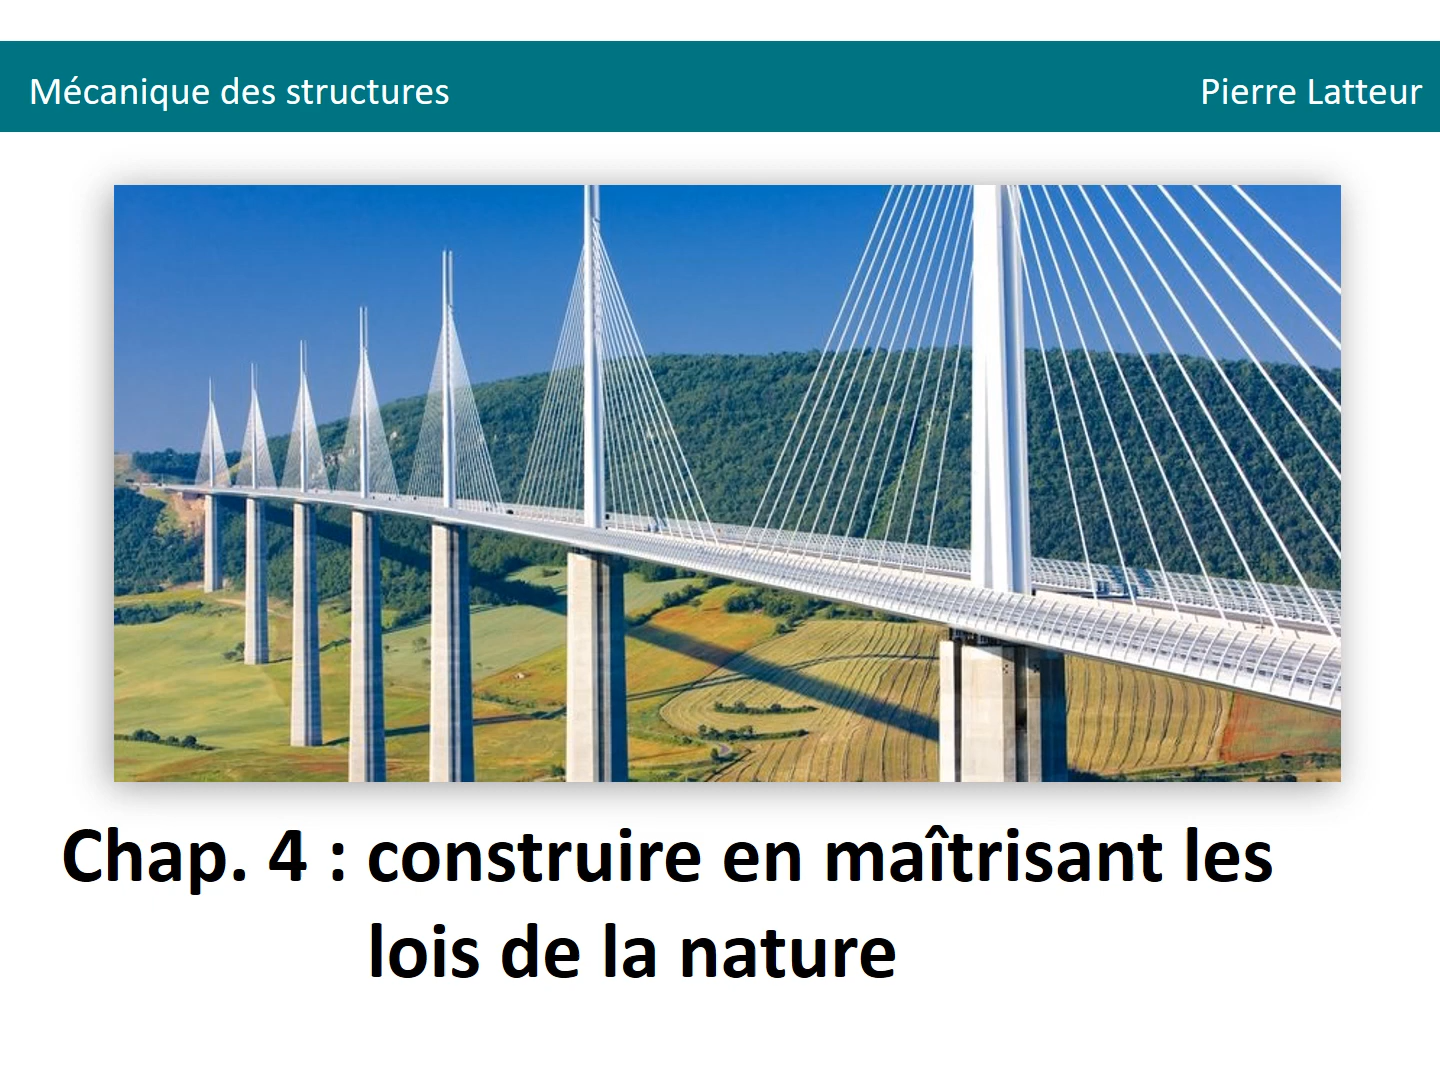 Mécanique des structures
Pierre Latteur
Chap. 4 : construire en maîtrisant les
lois de la nature